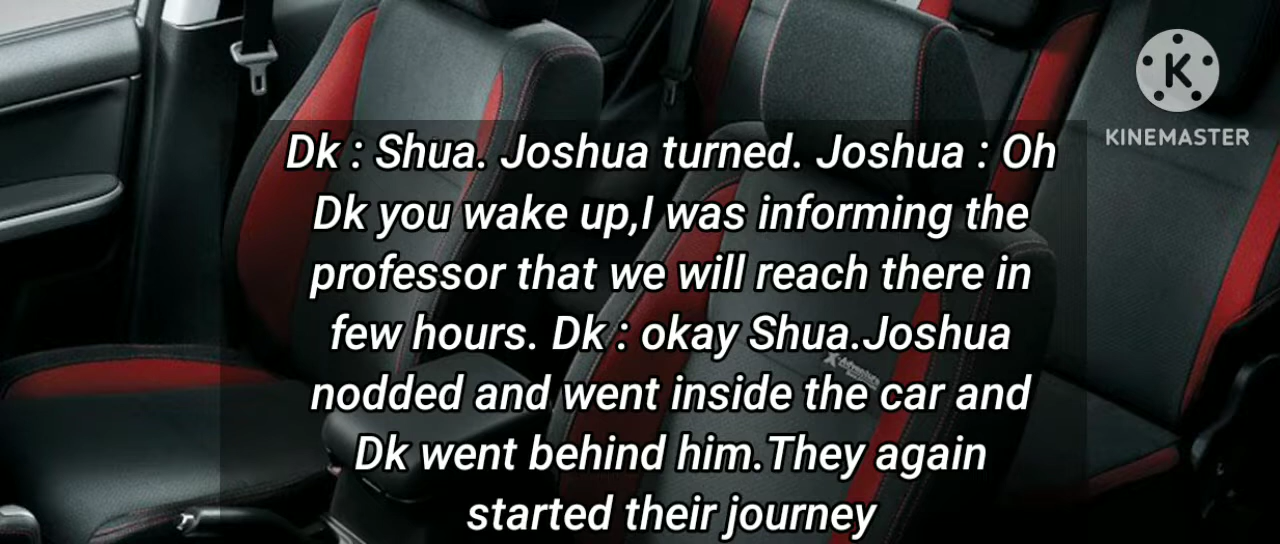 KINEMASTER
Dk : Shua. Joshua turned. Joshua : Oh
Dk you wake up,I was informing the
professor that we will reach there in
few hours. Dk : okay Shua.Joshua
nodded and went inside the car and
Dk went behind him.They again
started their journey